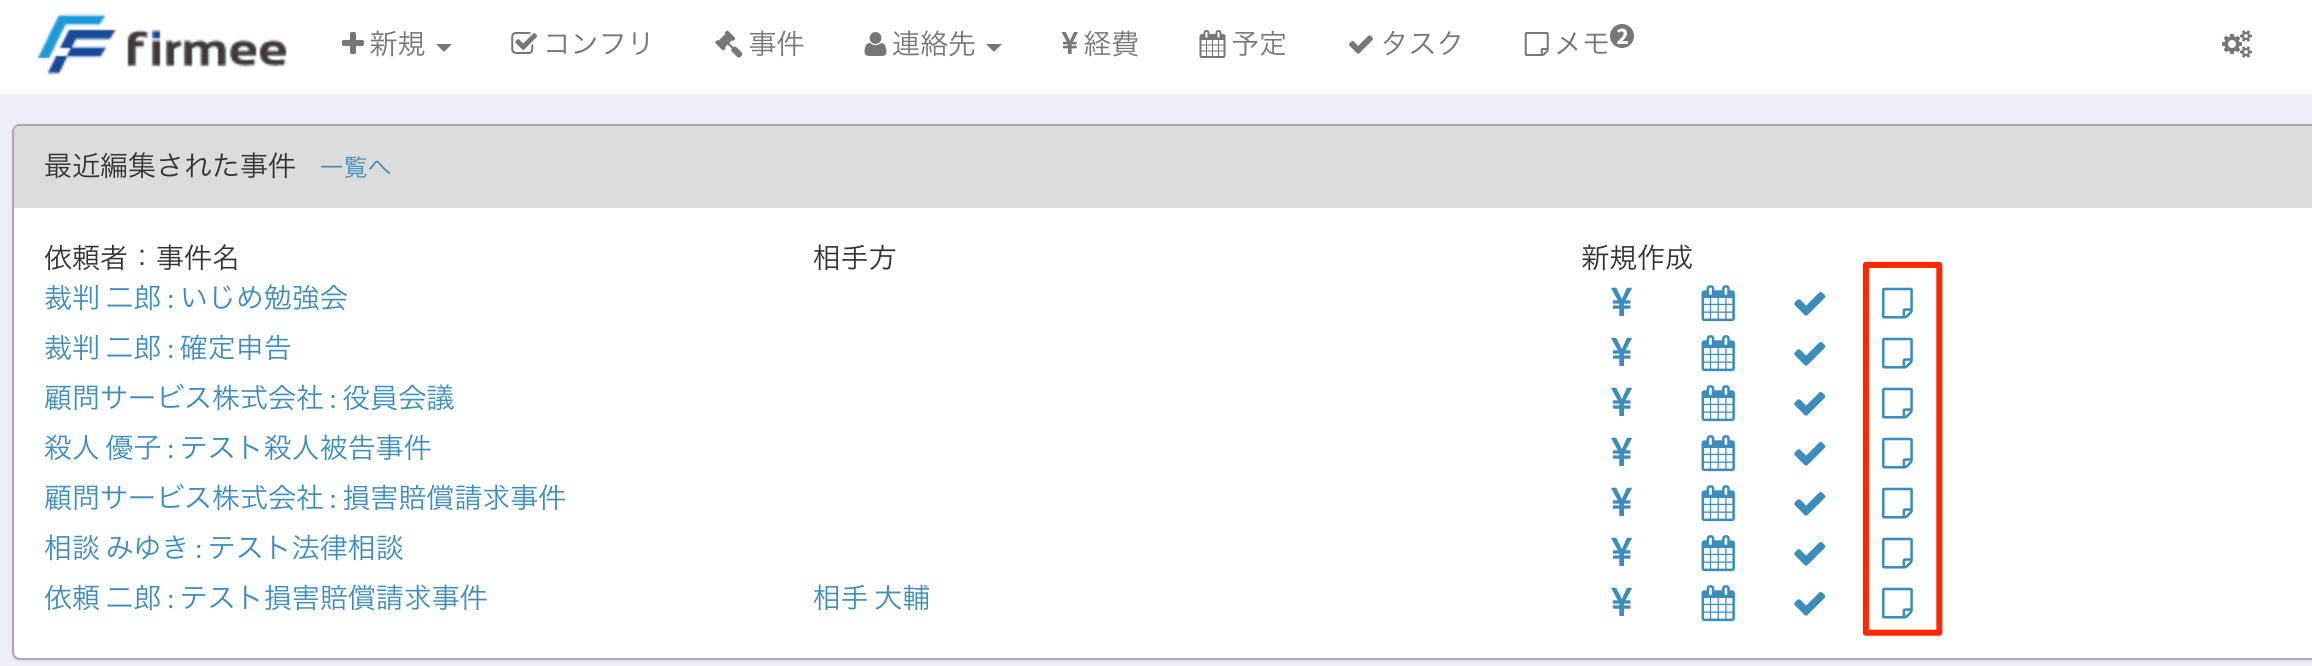 firmee 新規 コンフリ 事件 連絡先 ¥経費 予定 タスク メモ2
最近編集された事件 一覧へ
依頼者：事件名 相手方 新規作成
裁判 二郎 : いじめ勉強会 ¥
裁判 二郎 : 確定申告 ¥
顧問サービス株式会社 : 役員会議 ¥
殺人 優子 : テスト殺人被告事件 ¥
顧問サービス株式会社 : 損害賠償請求事件 ¥
相談 みゆき : テスト法律相談 ¥
依頼 二郎 : テスト損害賠償請求事件 相手 大輔 ¥